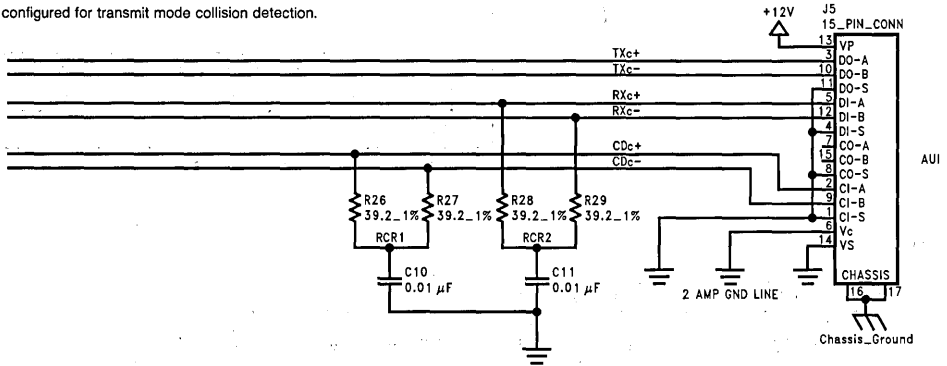 configured for transmit mode collision detection.
+12V
J5
15_PIN_CONN
13 VP
TXc+ 3 DO-A
TXc- 10 DO-B
11 DO-S
RXc+ 5 DI-A
RXc- 12 DI-B
4 DI-S
7 CO-A
15 CO-B
AUI
CDc+ 8 CO-S
CDc- 2 CI-A
9 CI-B
1 CI-S
6 Vc
14 VS
R26
39.2_1%
R27
39.2_1%
R28
39.2_1%
R29
39.2_1%
RCR1
RCR2
C10
0.01 µF
C11
0.01 µF
2 AMP GND LINE
CHASSIS
16 17
Chassis_Ground